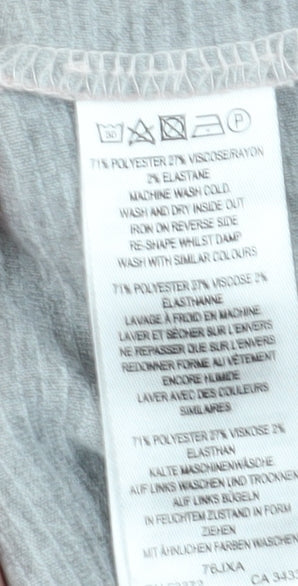 71% POLYESTER 27% VISCOSE/RAYON
2% ELASTANE
MACHINE WASH COLD.
WASH AND DRY INSIDE OUT
IRON ON REVERSE SIDE
RE-SHAPE WHILST DAMP
WASH WITH SIMILAR COLOURS
71% POLYESTER 27% VISCOSE 2%
ELASTHANNE
LAVAGE À FROID EN MACHINE
LAVER ET SÉCHER SUR L'ENVERS
NE REPASSER QUE SUR L'ENVERS
REDONNER FORME AU VÊTEMENT
ENCORE HUMIDE
LAVER AVEC DES COULEURS
SIMILAIRES
71% POLYESTER 27% VISKOSE 2%
ELASTHAN
KALTE MASCHINENWÄSCHE
AUF LINKS WASCHEN UND TROCKNEN
AUF LINKS BÜGELN
IN FEUCHTEM ZUSTAND IN FORM
ZIEHEN
MIT ÄHNLICHEN FARBEN WASCHEN
76JXA
CA